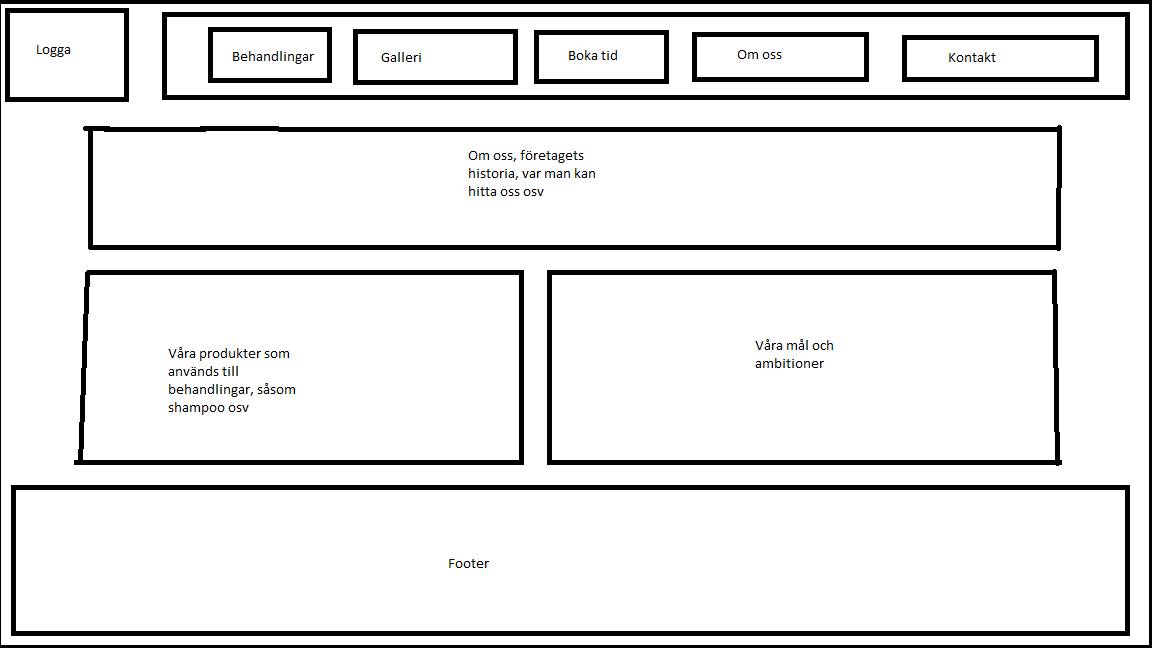 Logga
Behandlingar
Galleri
Boka tid
Om oss
Kontakt
Om oss, företagets
historia, var man kan
hitta oss osv
Våra produkter som
används till
behandlingar, såsom
shampoo osv
Våra mål och
ambitioner
Footer